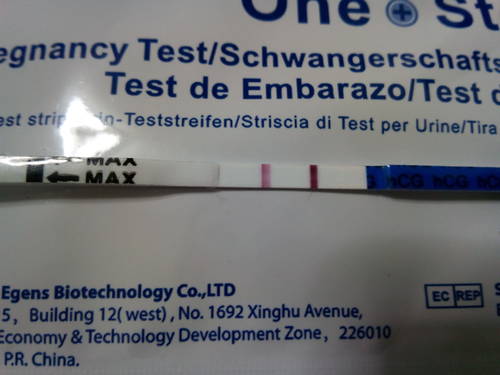 One
egnancy Test/Schwangerschafts
Test de Embarazo/Test d
est strip in-Teststreifen/Striscia di Test per Urine/Tira
MAX
MAX
hCG hCG hC
Egens Biotechnology Co.,LTD
5, Building 12( west) , No. 1692 Xinghu Avenue,
Economy & Technology Development Zone, 226010
P.R. China.
EC REP